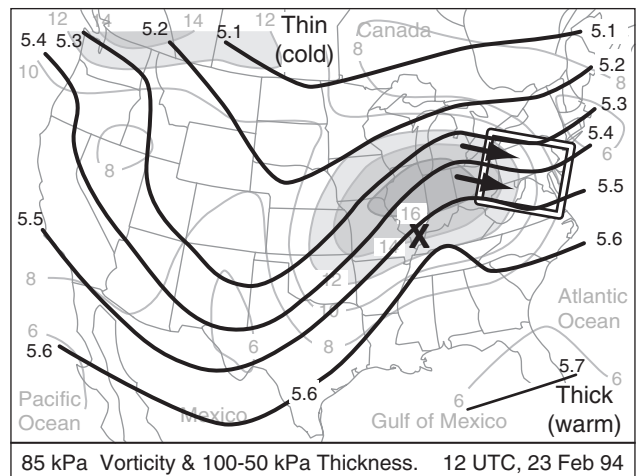 12 14 12
5.4 5.3 5.2 5.1 Thin 5.1
(cold)
Canada
8
5.2
10
8
5.3
5.4
6
8
5.5
16
X
5.5
14
5.6
12
8
10
Atlantic
Ocean
6
6
8
5.6
5.7
6
5.6
6
Thick
Pacific
Ocean
Mexico
Gulf of Mexico
(warm)
85 kPa Vorticity & 100-50 kPa Thickness. 12 UTC, 23 Feb 94